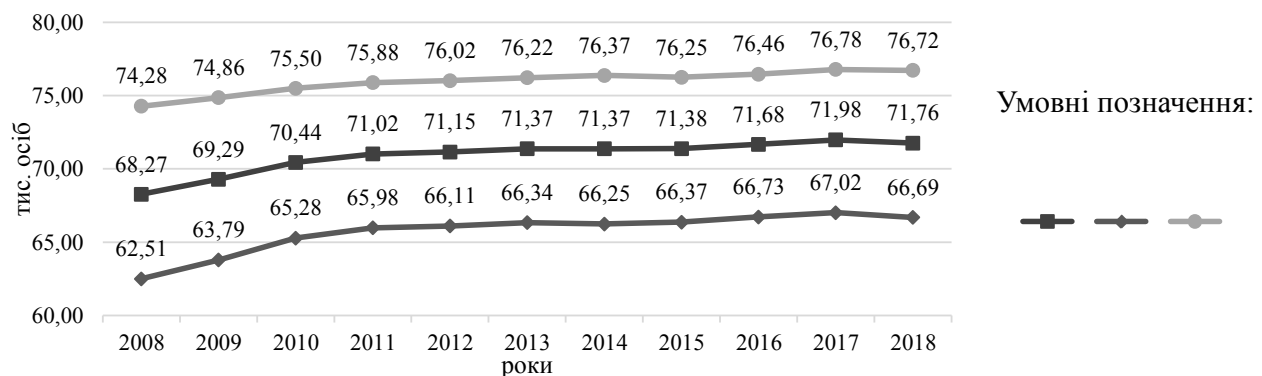 80,00
75,00
70,00
65,00
60,00
тис. осіб
74,28 74,86 75,50 75,88 76,02 76,22 76,37 76,25 76,46 76,78 76,72
68,27 69,29 70,44 71,02 71,15 71,37 71,37 71,38 71,68 71,98 71,76
62,51 63,79 65,28 65,98 66,11 66,34 66,25 66,37 66,73 67,02 66,69
2008 2009 2010 2011 2012 2013 2014 2015 2016 2017 2018
роки
Умовні позначення: